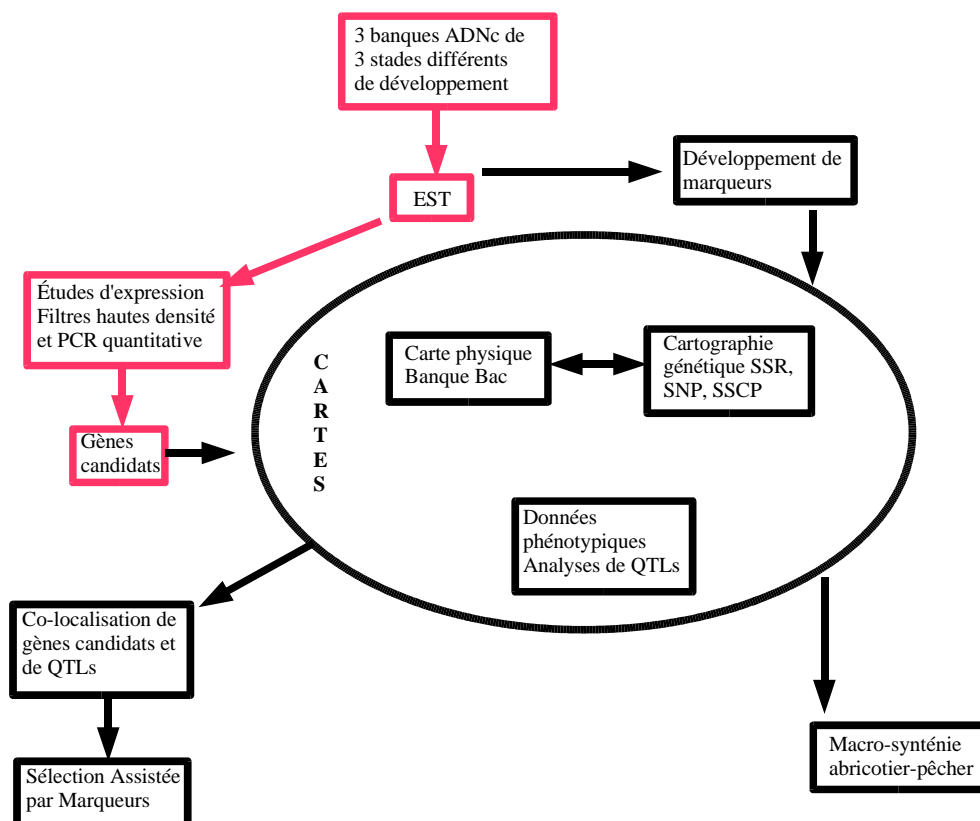 3 banques ADNc de
3 stades différents
de développement
EST
Développement de
marqueurs
Études d'expression
Filtres hautes densité
et PCR quantitative
Gènes
candidats
C
A
R
T
E
S
Carte physique
Banque Bac
Cartographie
génétique SSR,
SNP, SSCP
Données
phénotypiques
Analyses de QTLs
Co-localisation de
gènes candidats et
de QTLs
Sélection Assistée
par Marqueurs
Macro-synténie
abricotier-pêcher